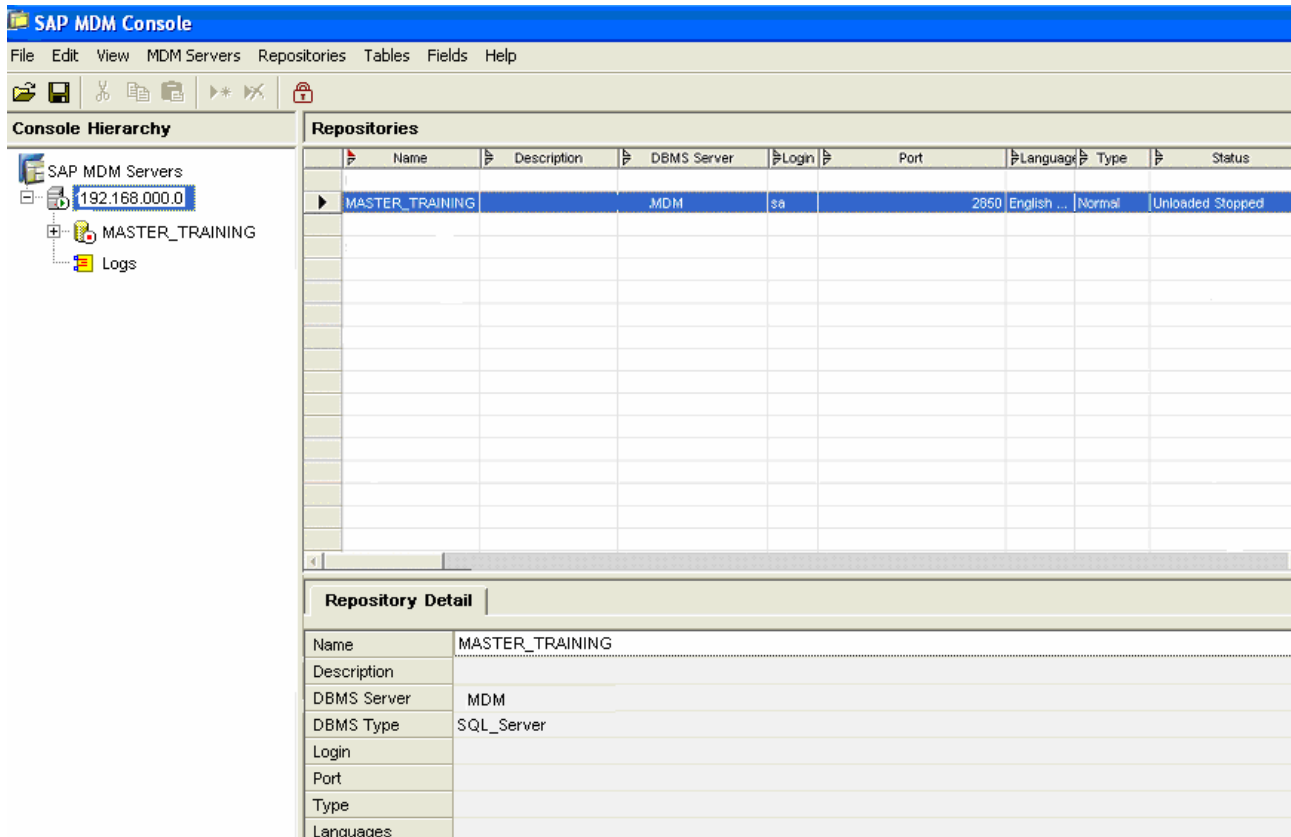 SAP MDM Console
File Edit View MDM Servers Repositories Tables Fields Help
Console Hierarchy
SAP MDM Servers
192.168.000.0
MASTER_TRAINING
Logs
Repositories
Name Description DBMS Server Login Port Language Type Status
MASTER_TRAINING MDM sa 2850 English ... Normal Unloaded Stopped
Repository Detail
Name MASTER_TRAINING
Description
DBMS Server MDM
DBMS Type SQL_Server
Login
Port
Type
Languages